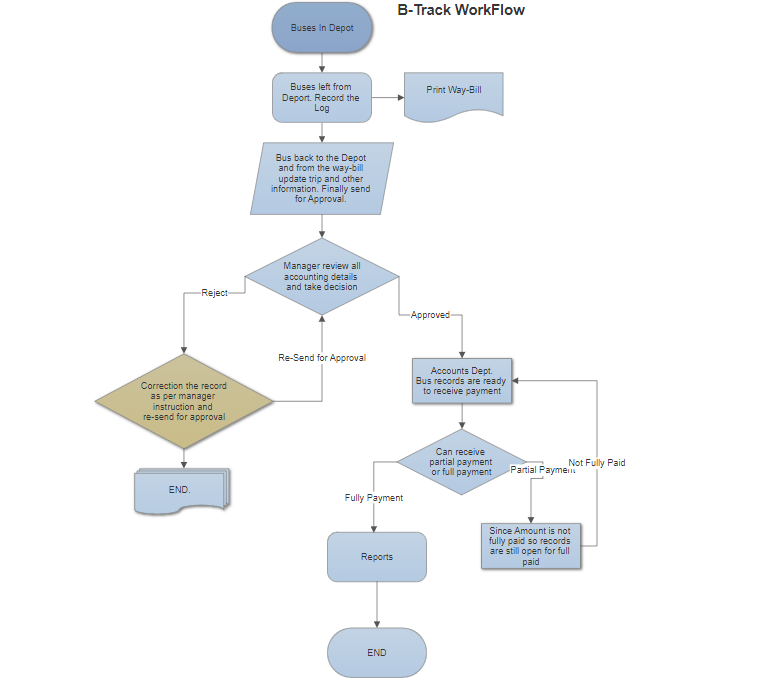 B-Track WorkFlow
Buses In Depot
Buses left from
Deport. Record the
Log
Print Way-Bill
Bus back to the Depot
and from the way-bill
update trip and other
information. Finally send
for Approval.
Manager review all
accounting details
and take decision
Reject
Approved
Re-Send for Approval
Correction the record
as per manager
instruction and
re-send for approval
Accounts Dept.
Bus records are ready
to receive payment
Can receive
partial payment
or full payment
Partial Payment
Not Fully Paid
END.
Fully Payment
Since Amount is not
fully paid so records
are still open for full
paid
Reports
END